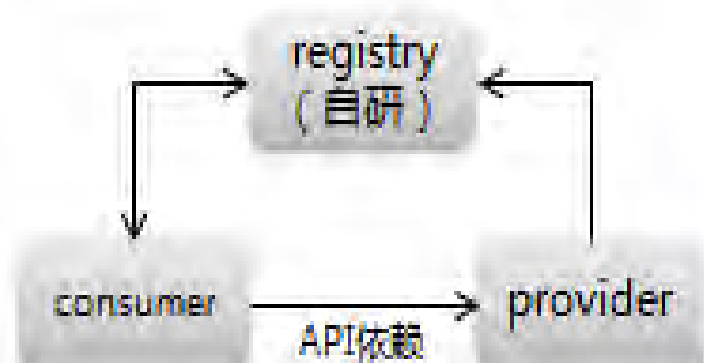 registry
（自研）
consumer
provider
API依赖